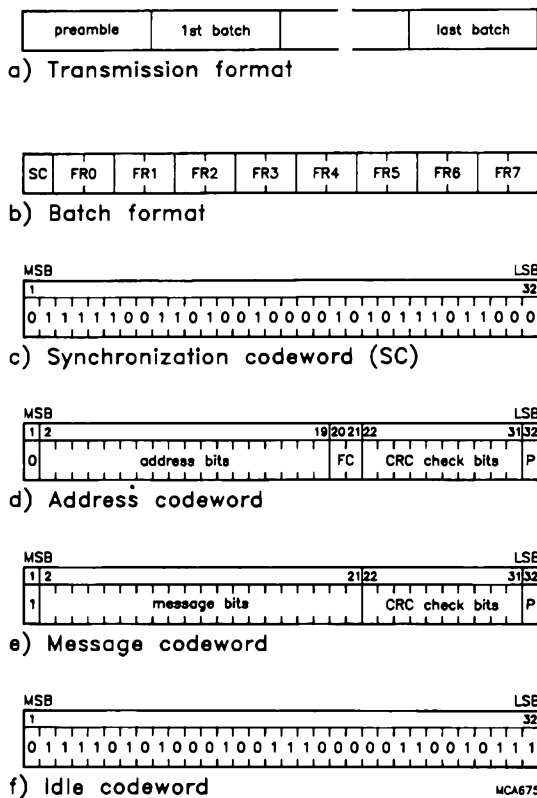 preamble 1st batch last batch
a) Transmission format
SC FR0 FR1 FR2 FR3 FR4 FR5 FR6 FR7
b) Batch format
MSB LSB
1 32
0 1 1 1 1 1 0 0 1 1 0 1 0 0 1 0 0 0 0 1 0 1 0 1 1 1 0 1 1 0 0 0
c) Synchronization codeword (SC)
MSB LSB
1 2 19 20 21 22 31 32
0 address bits FC CRC check bits P
d) Address codeword
MSB LSB
1 2 21 22 31 32
1 message bits CRC check bits P
e) Message codeword
MSB LSB
1 32
0 1 1 1 1 0 1 0 1 0 0 0 1 0 0 1 1 1 0 0 0 0 0 1 1 0 0 1 0 1 1 1
f) Idle codeword
MCA675